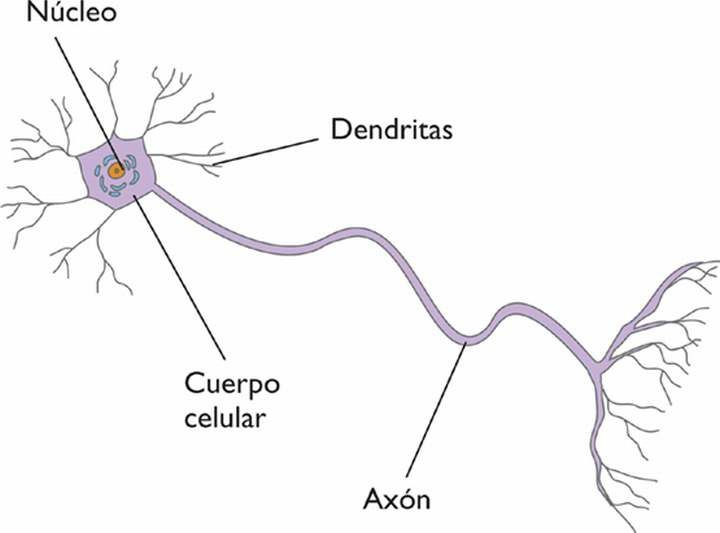 Núcleo
Dendritas
Cuerpo
celular
Axón